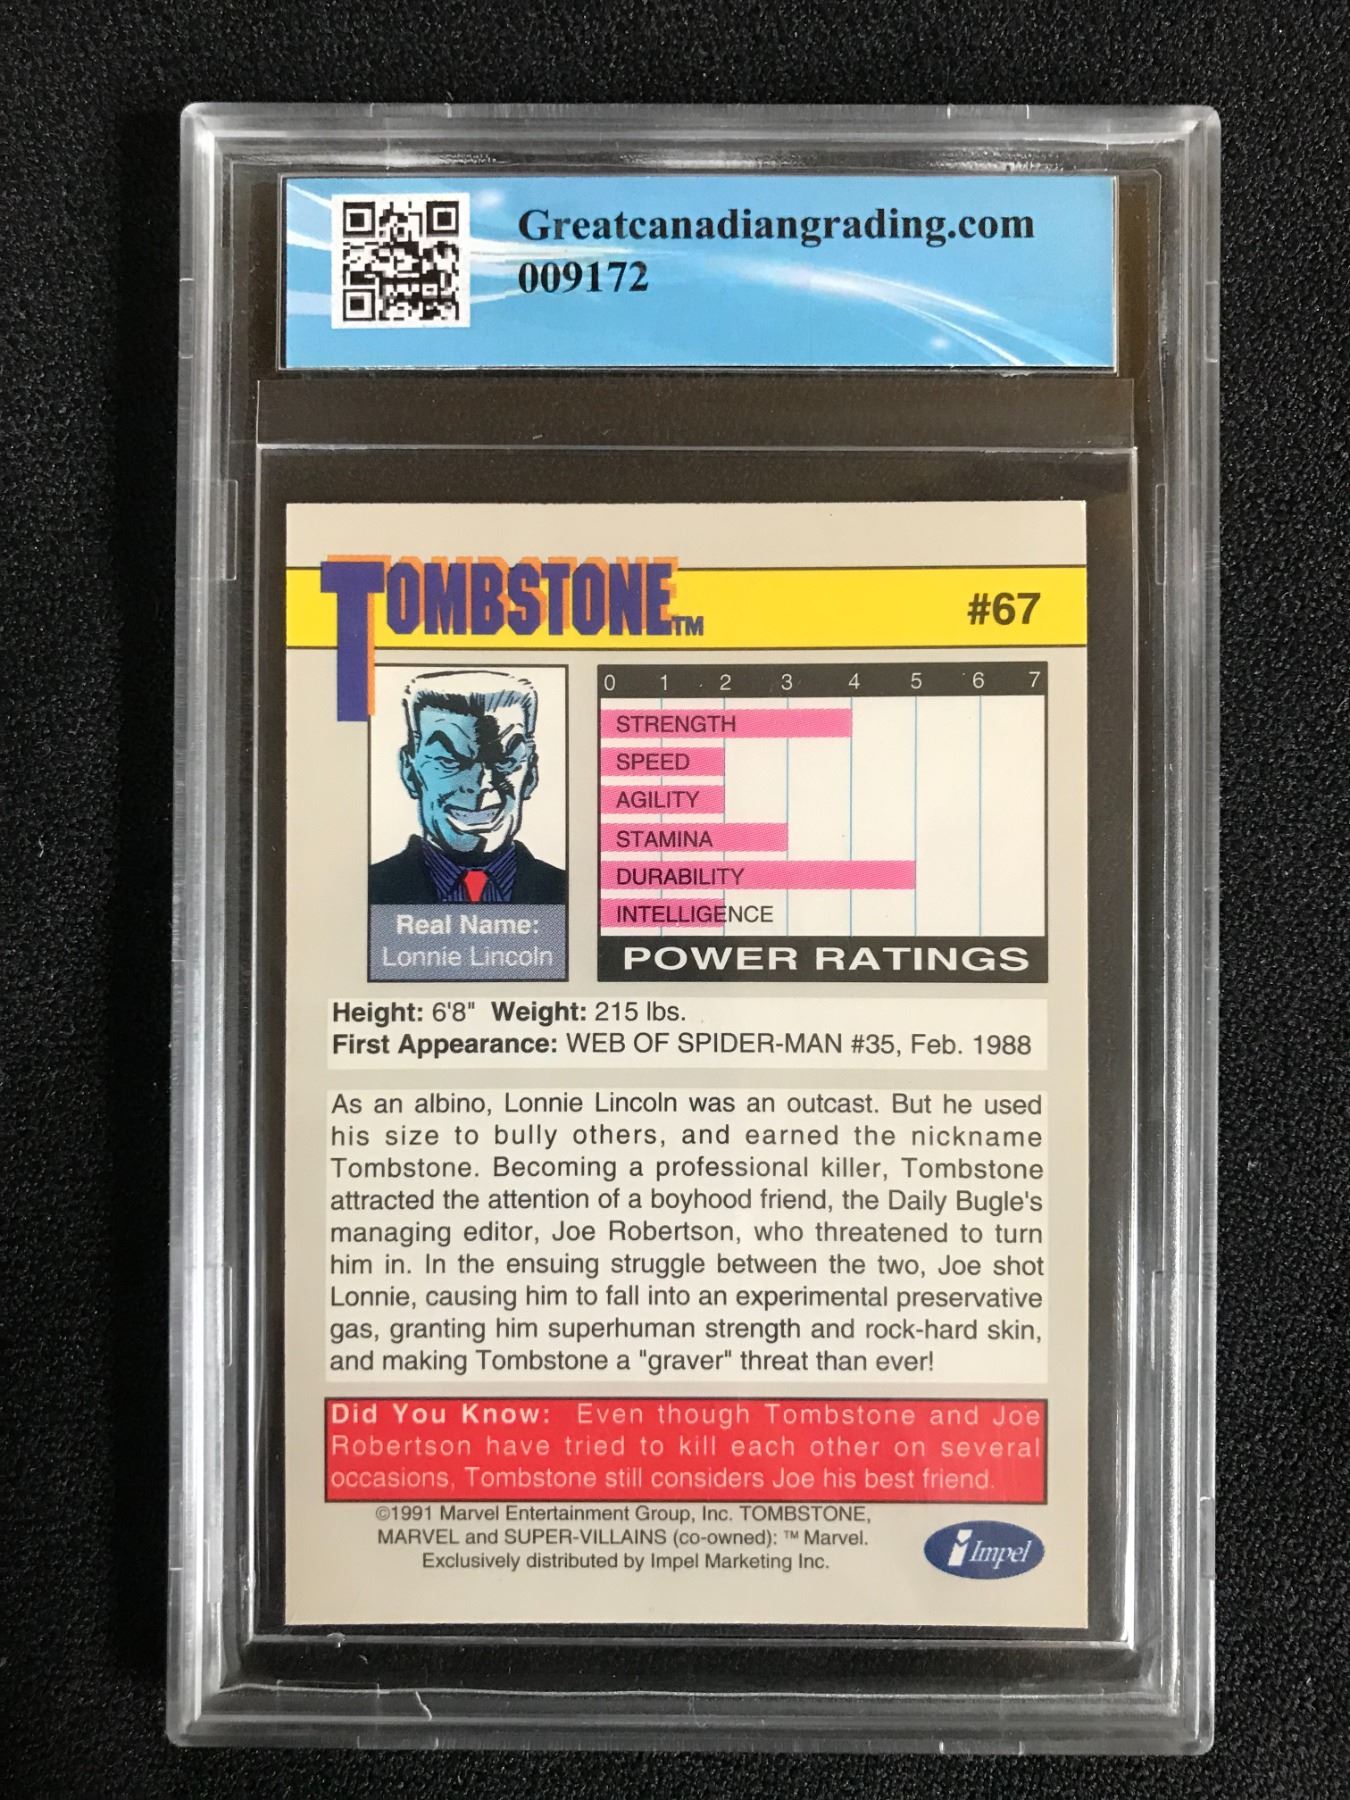 Greatcanadiangrading.com
009172
TOMBSTONE™
#67
0 1 2 3 4 5 6 7
STRENGTH
SPEED
AGILITY
STAMINA
DURABILITY
INTELLIGENCE
POWER RATINGS
Real Name:
Lonnie Lincoln
Height: 6'8" Weight: 215 lbs.
First Appearance: WEB OF SPIDER-MAN #35, Feb. 1988
As an albino, Lonnie Lincoln was an outcast. But he used
his size to bully others, and earned the nickname
Tombstone. Becoming a professional killer, Tombstone
attracted the attention of a boyhood friend, the Daily Bugle's
managing editor, Joe Robertson, who threatened to turn
him in. In the ensuing struggle between the two, Joe shot
Lonnie, causing him to fall into an experimental preservative
gas, granting him superhuman strength and rock-hard skin,
and making Tombstone a "graver" threat than ever!
Did You Know: Even though Tombstone and Joe
Robertson have tried to kill each other on several
occasions, Tombstone still considers Joe his best friend.
©1991 Marvel Entertainment Group, Inc. TOMBSTONE,
MARVEL and SUPER-VILLAINS (co-owned): ™ Marvel.
Exclusively distributed by Impel Marketing Inc.
Impel